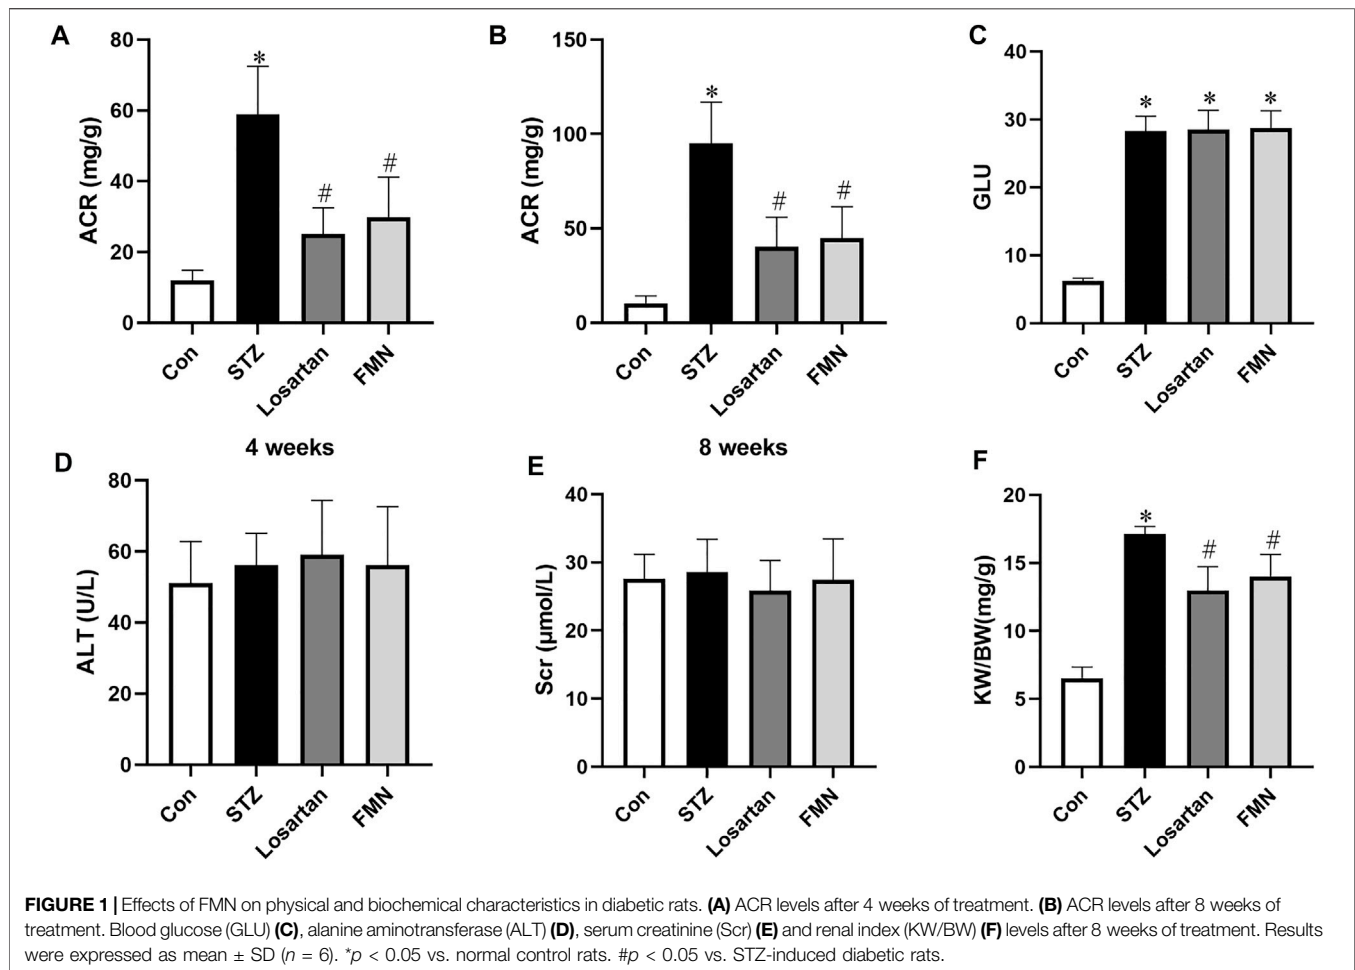 A
80
60
40
20
0
ACR (mg/g)
*
#
#
Con
STZ
Losartan
FMN
4 weeks
B
150
100
50
0
ACR (mg/g)
*
#
#
Con
STZ
Losartan
FMN
8 weeks
C
40
30
20
10
0
GLU
*
*
*
Con
STZ
Losartan
FMN
D
80
60
40
20
0
ALT (U/L)
Con
STZ
Losartan
FMN
E
40
30
20
10
0
Scr (μmol/L)
Con
STZ
Losartan
FMN
F
20
15
10
5
0
KW/BW(mg/g)
*
#
#
Con
STZ
Losartan
FMN
FIGURE 1 | Effects of FMN on physical and biochemical characteristics in diabetic rats. (A) ACR levels after 4 weeks of treatment. (B) ACR levels after 8 weeks of
treatment. Blood glucose (GLU) (C), alanine aminotransferase (ALT) (D), serum creatinine (Scr) (E) and renal index (KW/BW) (F) levels after 8 weeks of treatment. Results
were expressed as mean ± SD (n = 6). *p < 0.05 vs. normal control rats. #p < 0.05 vs. STZ-induced diabetic rats.